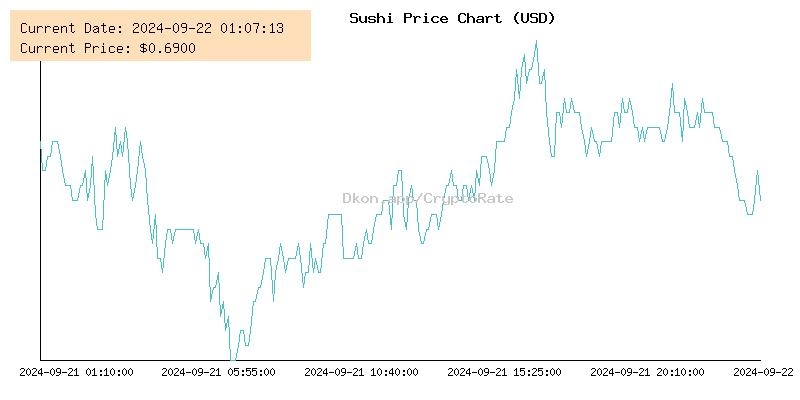 Sushi Price Chart (USD)
Current Date: 2024-09-22 01:07:13
Current Price: $0.6900
Dkon.app/CryptoRate
2024-09-21 01:10:00 2024-09-21 05:55:00 2024-09-21 10:40:00 2024-09-21 15:25:00 2024-09-21 20:10:00 2024-09-22